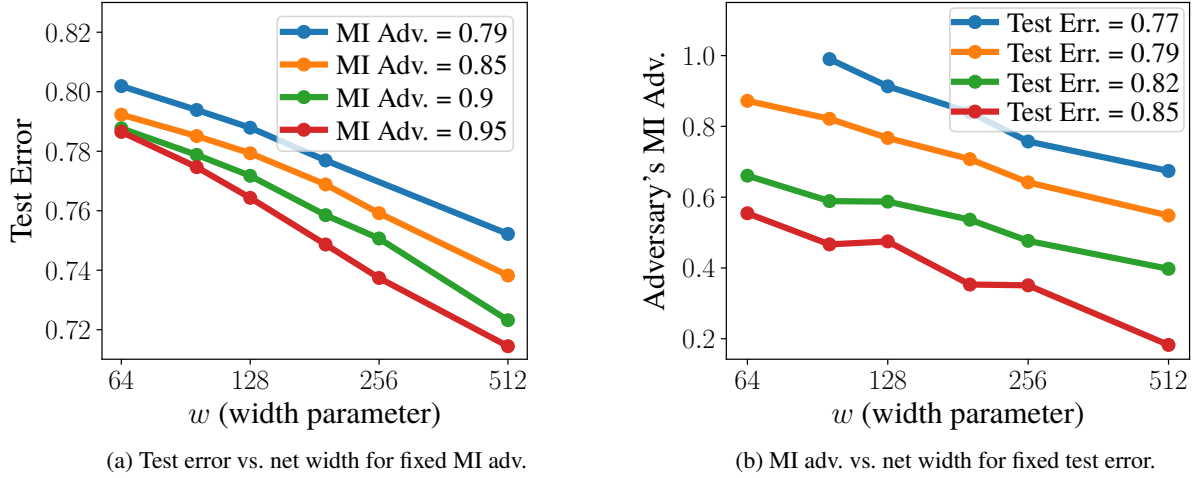 0.82
0.80
0.78
0.76
0.74
0.72
Test Error
MI Adv. = 0.79
MI Adv. = 0.85
MI Adv. = 0.9
MI Adv. = 0.95
64
128
256
512
w (width parameter)
(a) Test error vs. net width for fixed MI adv.
1.0
0.8
0.6
0.4
0.2
Adversary's MI Adv.
Test Err. = 0.77
Test Err. = 0.79
Test Err. = 0.82
Test Err. = 0.85
64
128
256
512
w (width parameter)
(b) MI adv. vs. net width for fixed test error.